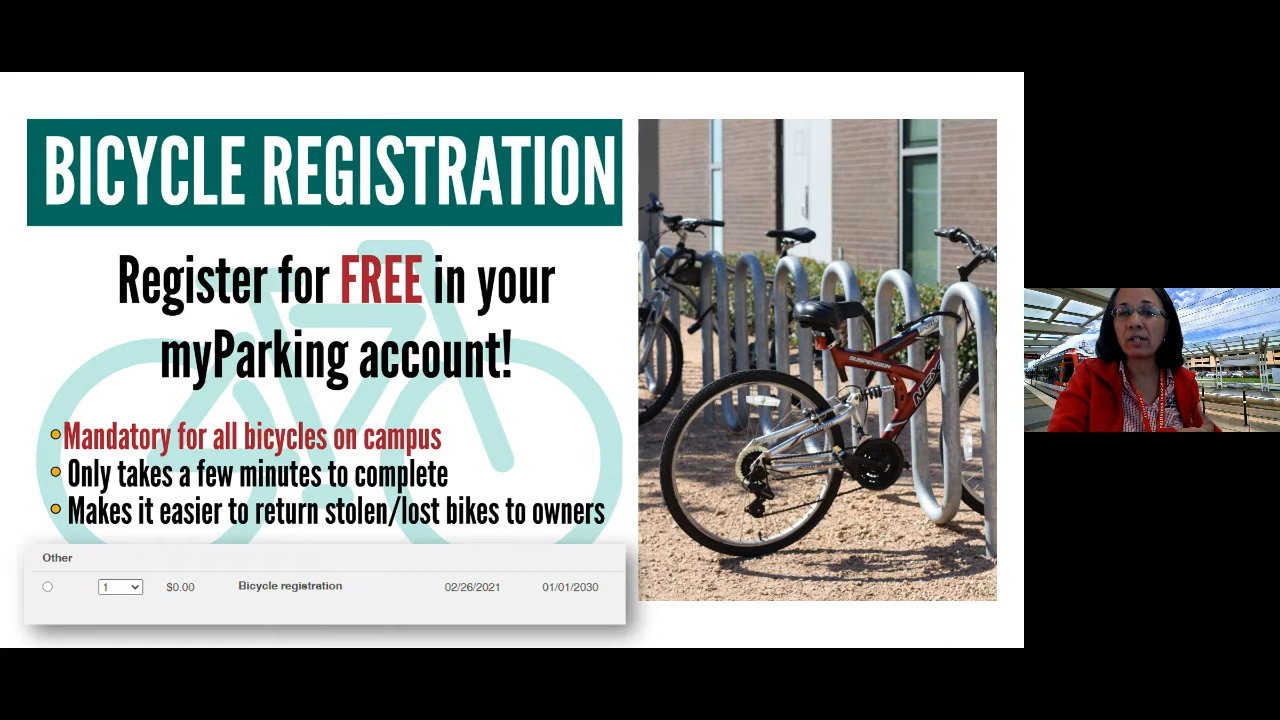 BICYCLE REGISTRATION
Register for FREE in your
myParking account!
Mandatory for all bicycles on campus
Only takes a few minutes to complete
Makes it easier to return stolen/lost bikes to owners
Other
1 $0.00 Bicycle registration 02/26/2021 01/01/2030
SUSPENSION
NEXT